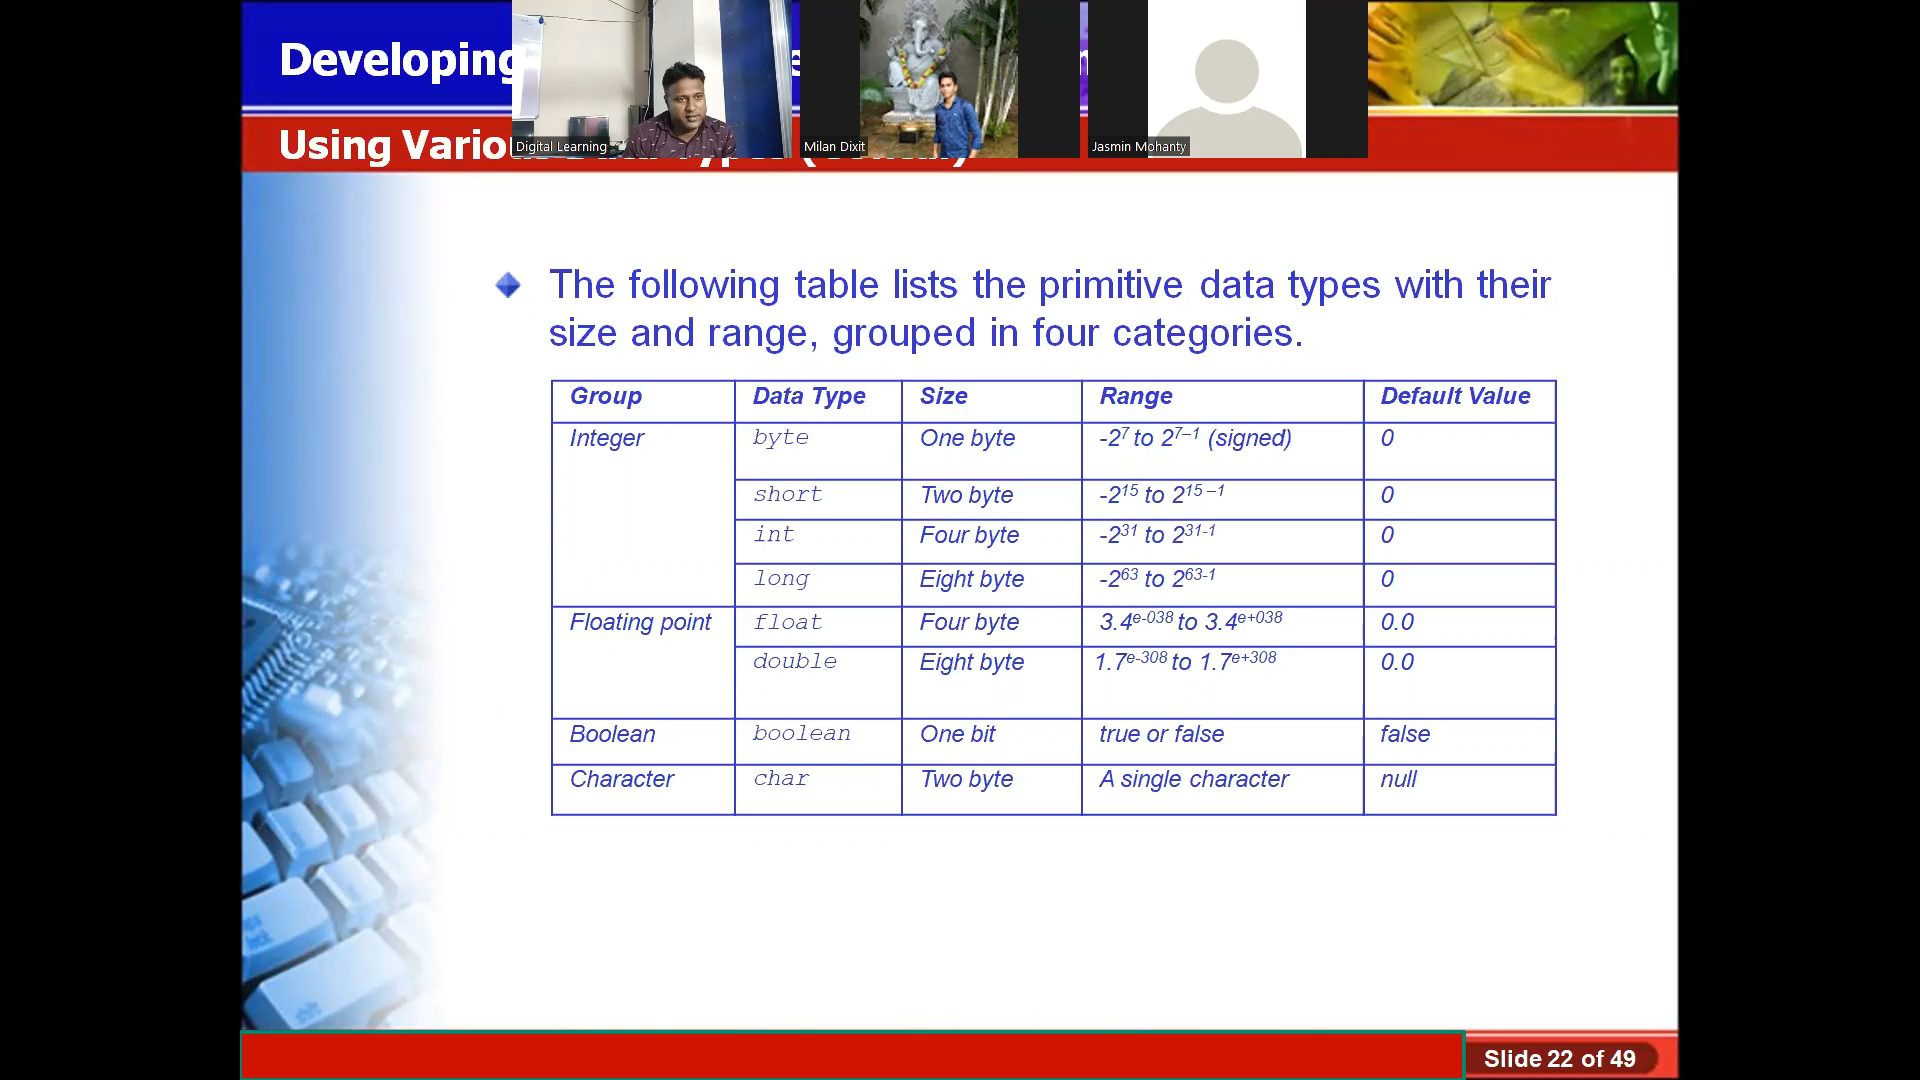 Developing
Using Vario
Digital Learning
Milan Dixit
Jasmin Mohanty
The following table lists the primitive data types with their
size and range, grouped in four categories.
Group Data Type Size Range Default Value
Integer byte One byte -2⁷ to 2⁷⁻¹ (signed) 0
short Two byte -2¹⁵ to 2¹⁵⁻¹ 0
int Four byte -2³¹ to 2³¹⁻¹ 0
long Eight byte -2⁶³ to 2⁶³⁻¹ 0
Floating point float Four byte 3.4e-038 to 3.4e+038 0.0
double Eight byte 1.7e-308 to 1.7e+308 0.0
Boolean boolean One bit true or false false
Character char Two byte A single character null
Slide 22 of 49